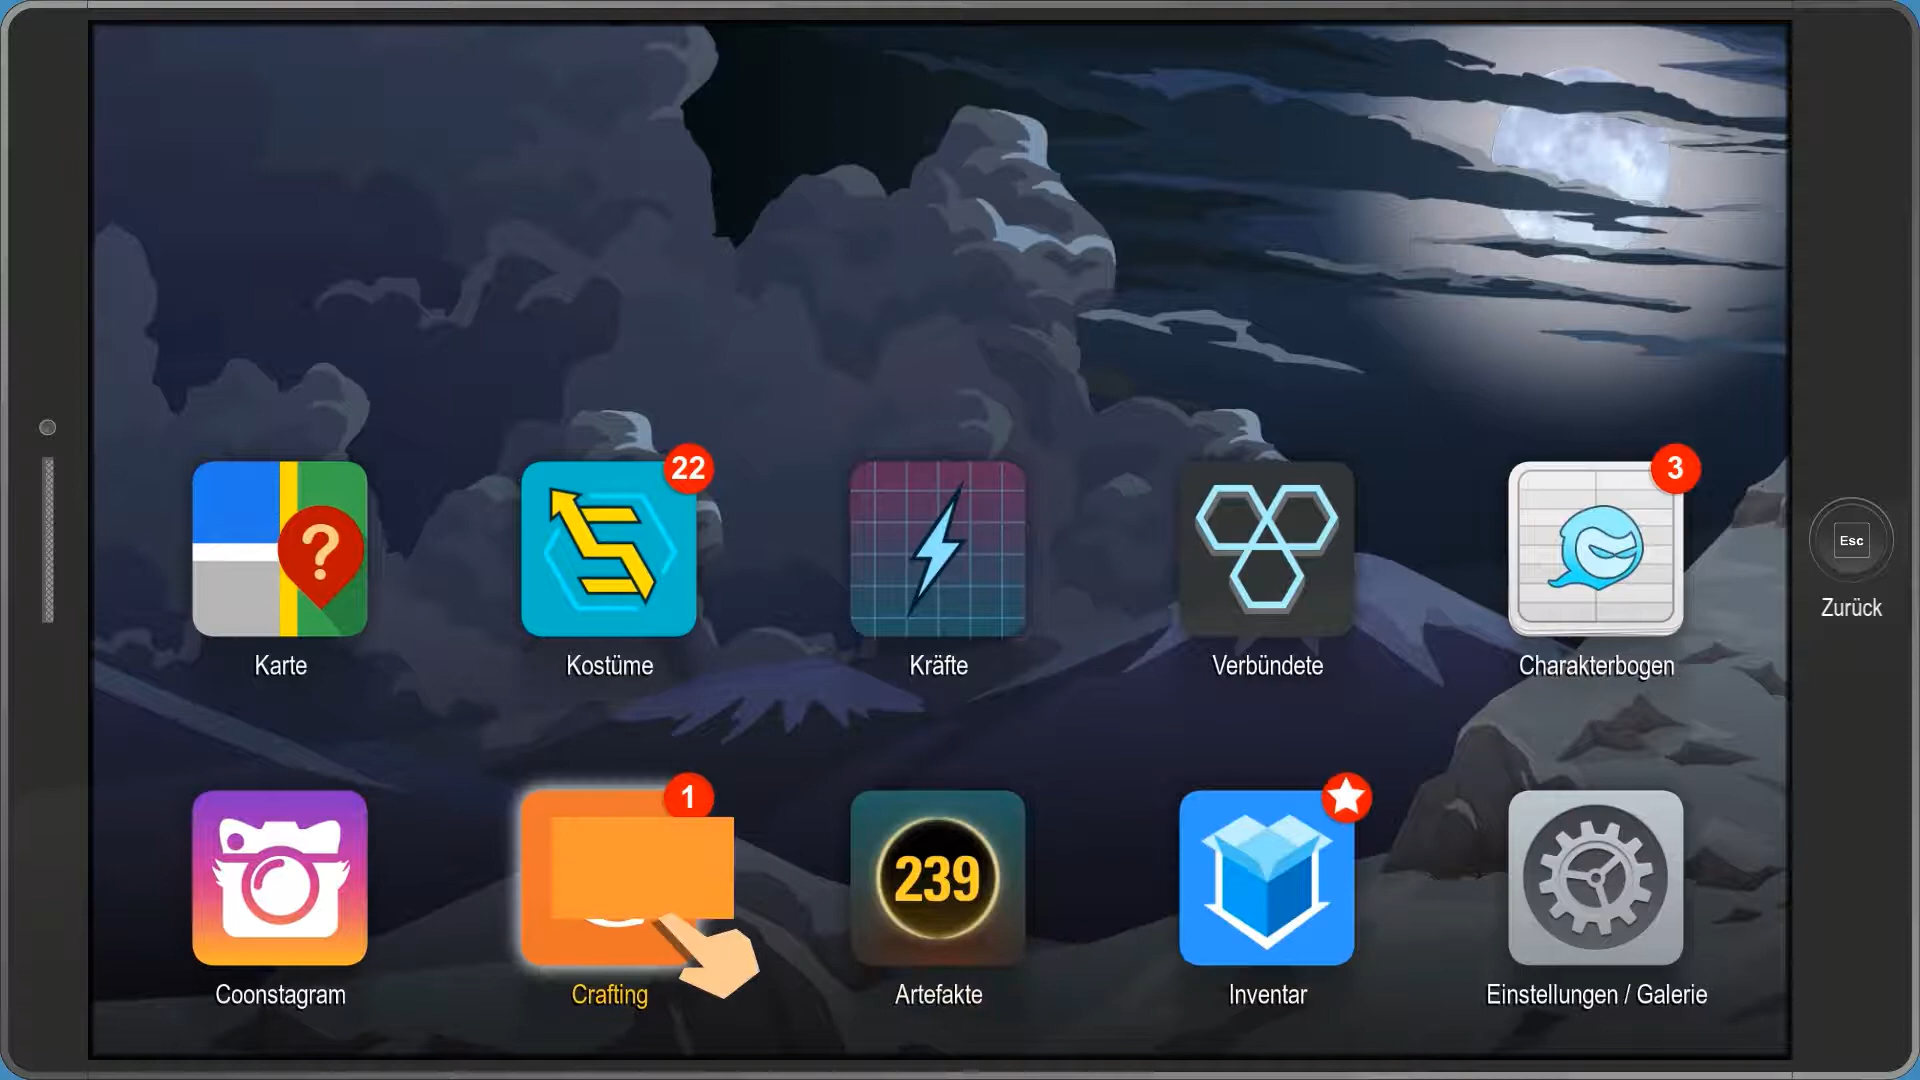 22
3
?
Esc
Zurück
Karte
Kostüme
Kräfte
Verbündete
Charakterbogen
1
239
Coonstagram
Crafting
Artefakte
Inventar
Einstellungen / Galerie